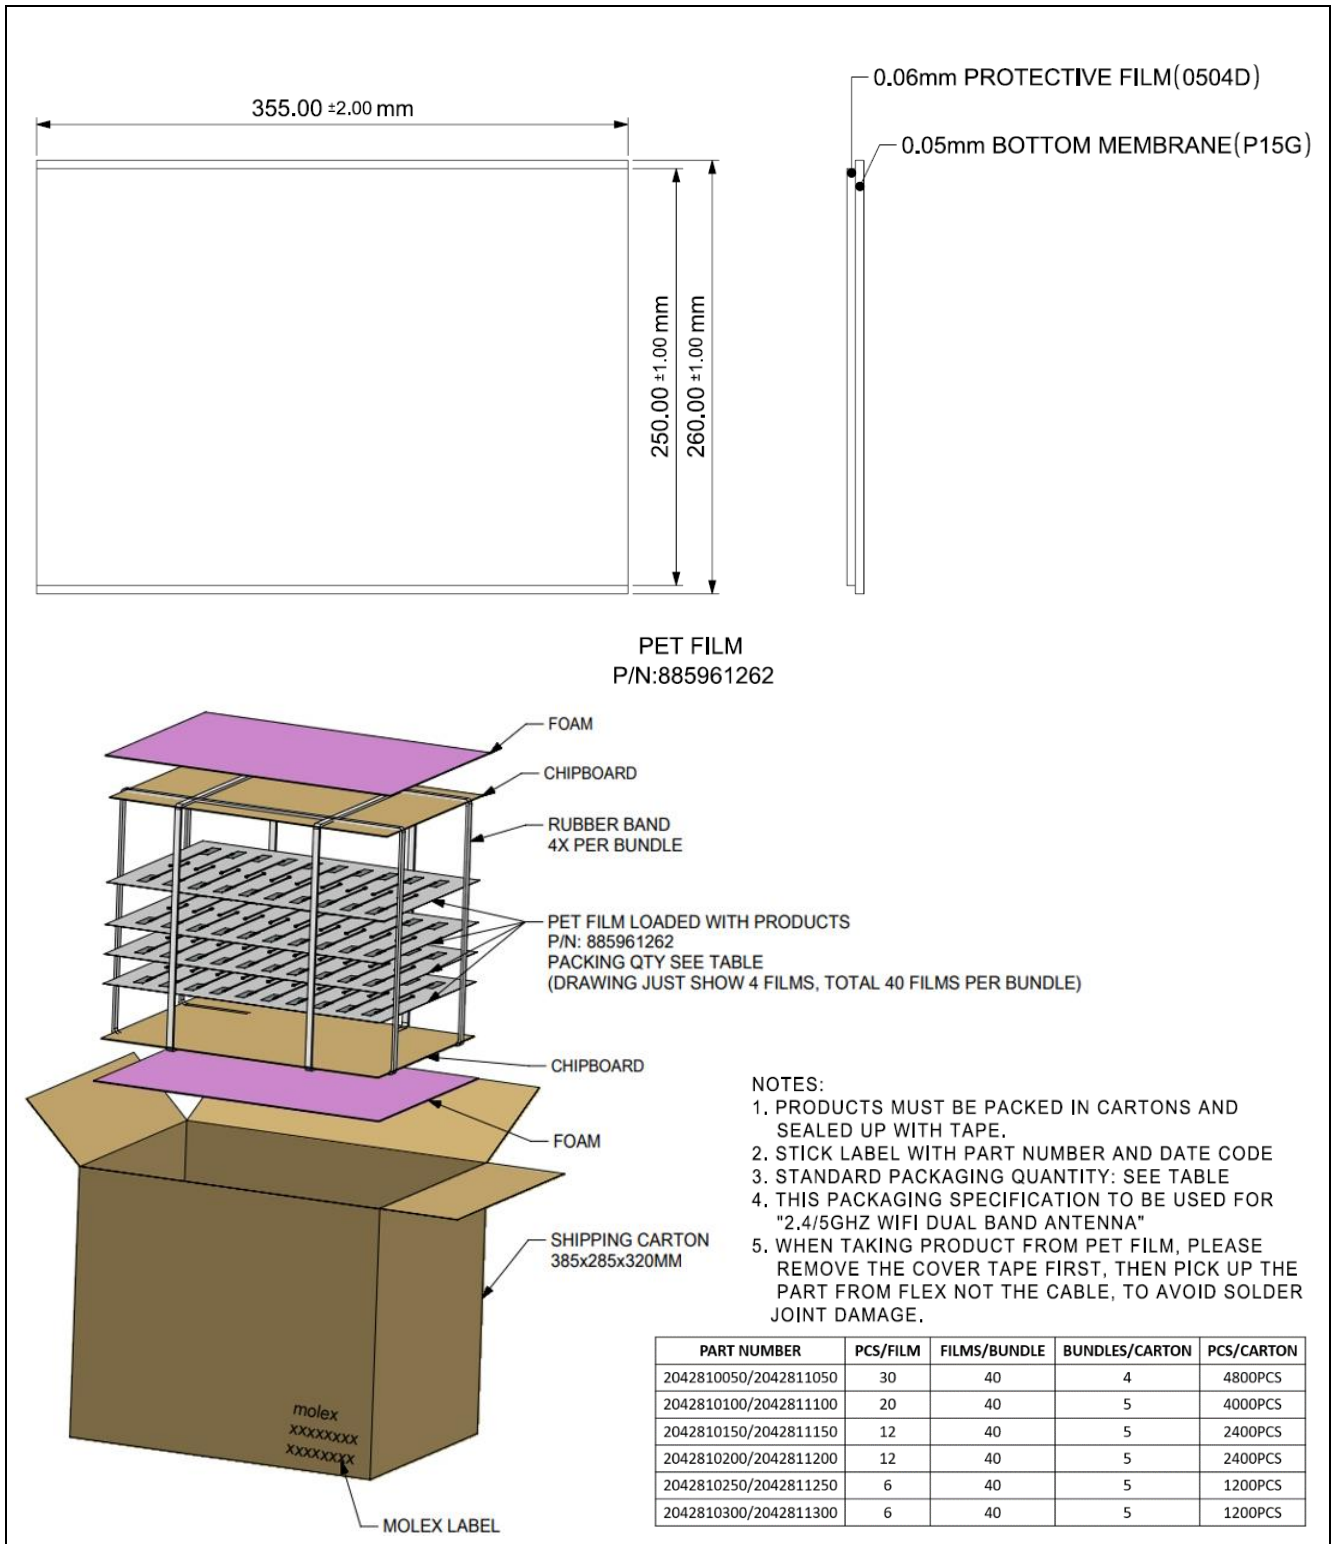 355.00 ±2.00 mm
0.06mm PROTECTIVE FILM(0504D)
0.05mm BOTTOM MEMBRANE(P15G)
250.00 ±1.00 mm
260.00 ±1.00 mm
PET FILM
P/N:885961262
FOAM
CHIPBOARD
RUBBER BAND
4X PER BUNDLE
PET FILM LOADED WITH PRODUCTS
P/N: 885961262
PACKING QTY SEE TABLE
(DRAWING JUST SHOW 4 FILMS, TOTAL 40 FILMS PER BUNDLE)
CHIPBOARD
FOAM
SHIPPING CARTON
385x285x320MM
molex
xxxxxxxx
xxxxxxxx
MOLEX LABEL
NOTES:
1. PRODUCTS MUST BE PACKED IN CARTONS AND
SEALED UP WITH TAPE.
2. STICK LABEL WITH PART NUMBER AND DATE CODE
3. STANDARD PACKAGING QUANTITY: SEE TABLE
4. THIS PACKAGING SPECIFICATION TO BE USED FOR
"2.4/5GHZ WIFI DUAL BAND ANTENNA"
5. WHEN TAKING PRODUCT FROM PET FILM, PLEASE
REMOVE THE COVER TAPE FIRST, THEN PICK UP THE
PART FROM FLEX NOT THE CABLE, TO AVOID SOLDER
JOINT DAMAGE.
PART NUMBER PCS/FILM FILMS/BUNDLE BUNDLES/CARTON PCS/CARTON
2042810050/2042811050 30 40 4 4800PCS
2042810100/2042811100 20 40 5 4000PCS
2042810150/2042811150 12 40 5 2400PCS
2042810200/2042811200 12 40 5 2400PCS
2042810250/2042811250 6 40 5 1200PCS
2042810300/2042811300 6 40 5 1200PCS